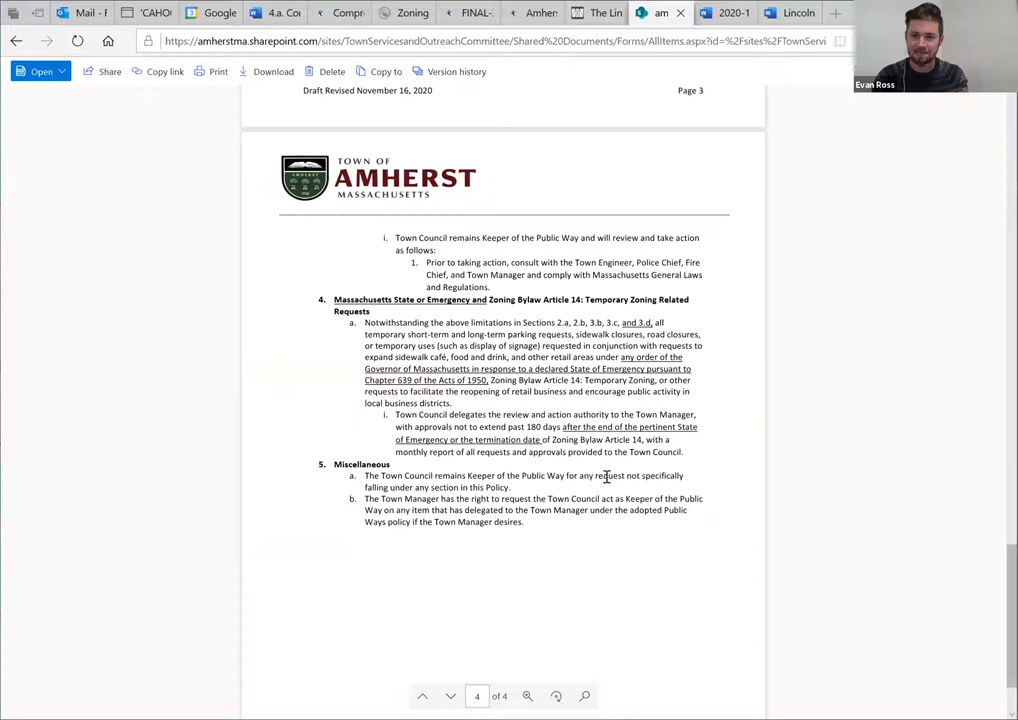 Mail - F
'CAHO
Google
4.a. Co
Compr
Zoning
FINAL-
Amher
The Lin
am
2020-1
Lincoln
https://amherstma.sharepoint.com/sites/TownServicesandOutreachCommittee/Shared%20Documents/Forms/AllItems.aspx?id=%2Fsites%2FTownServi
Evan Ross
Open
Share
Copy link
Print
Download
Delete
Copy to
Version history
Draft Revised November 16, 2020
Page 3
TOWN OF
AMHERST
MASSACHUSETTS
i. Town Council remains Keeper of the Public Way and will review and take action
as follows:
1. Prior to taking action, consult with the Town Engineer, Police Chief, Fire
Chief, and Town Manager and comply with Massachusetts General Laws
and Regulations.
4. Massachusetts State or Emergency and Zoning Bylaw Article 14: Temporary Zoning Related
Requests
a. Notwithstanding the above limitations in Sections 2.a, 2.b, 3.b, 3.c, and 3.d, all
temporary short-term and long-term parking requests, sidewalk closures, road closures,
or temporary uses (such as display of signage) requested in conjunction with requests to
expand sidewalk café, food and drink, and other retail areas under any order of the
Governor of Massachusetts in response to a declared State of Emergency pursuant to
Chapter 639 of the Acts of 1950, Zoning Bylaw Article 14: Temporary Zoning, or other
requests to facilitate the reopening of retail business and encourage public activity in
local business districts.
i. Town Council delegates the review and action authority to the Town Manager,
with approvals not to extend past 180 days after the end of the pertinent State
of Emergency or the termination date of Zoning Bylaw Article 14, with a
monthly report of all requests and approvals provided to the Town Council.
5. Miscellaneous
a. The Town Council remains Keeper of the Public Way for any request not specifically
falling under any section in this Policy.
b. The Town Manager has the right to request the Town Council act as Keeper of the Public
Way on any item that has delegated to the Town Manager under the adopted Public
Ways policy if the Town Manager desires.
4 of 4